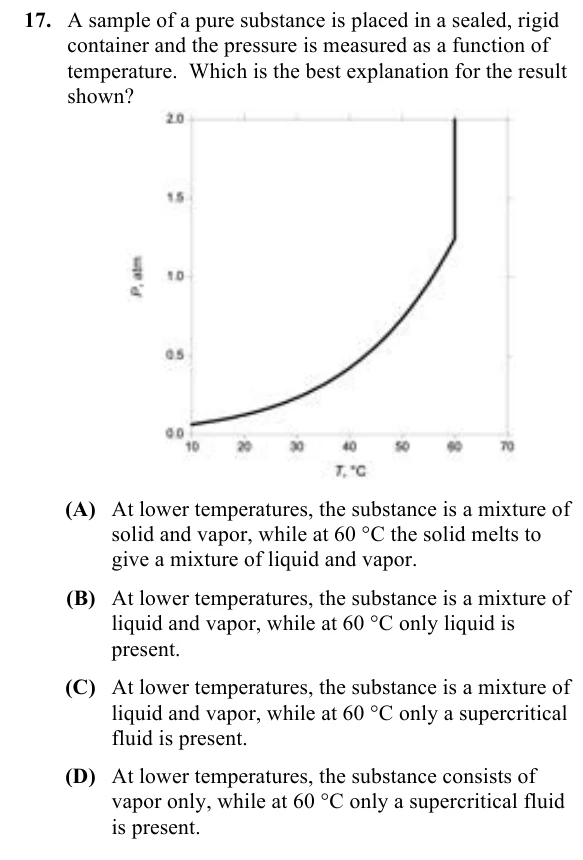 17. A sample of a pure substance is placed in a sealed, rigid
container and the pressure is measured as a function of
temperature. Which is the best explanation for the result
shown?
2.0
1.5
1.0
0.5
0.0
P, atm
10 20 30 40 50 60 70
T, °C
(A) At lower temperatures, the substance is a mixture of
solid and vapor, while at 60 °C the solid melts to
give a mixture of liquid and vapor.
(B) At lower temperatures, the substance is a mixture of
liquid and vapor, while at 60 °C only liquid is
present.
(C) At lower temperatures, the substance is a mixture of
liquid and vapor, while at 60 °C only a supercritical
fluid is present.
(D) At lower temperatures, the substance consists of
vapor only, while at 60 °C only a supercritical fluid
is present.